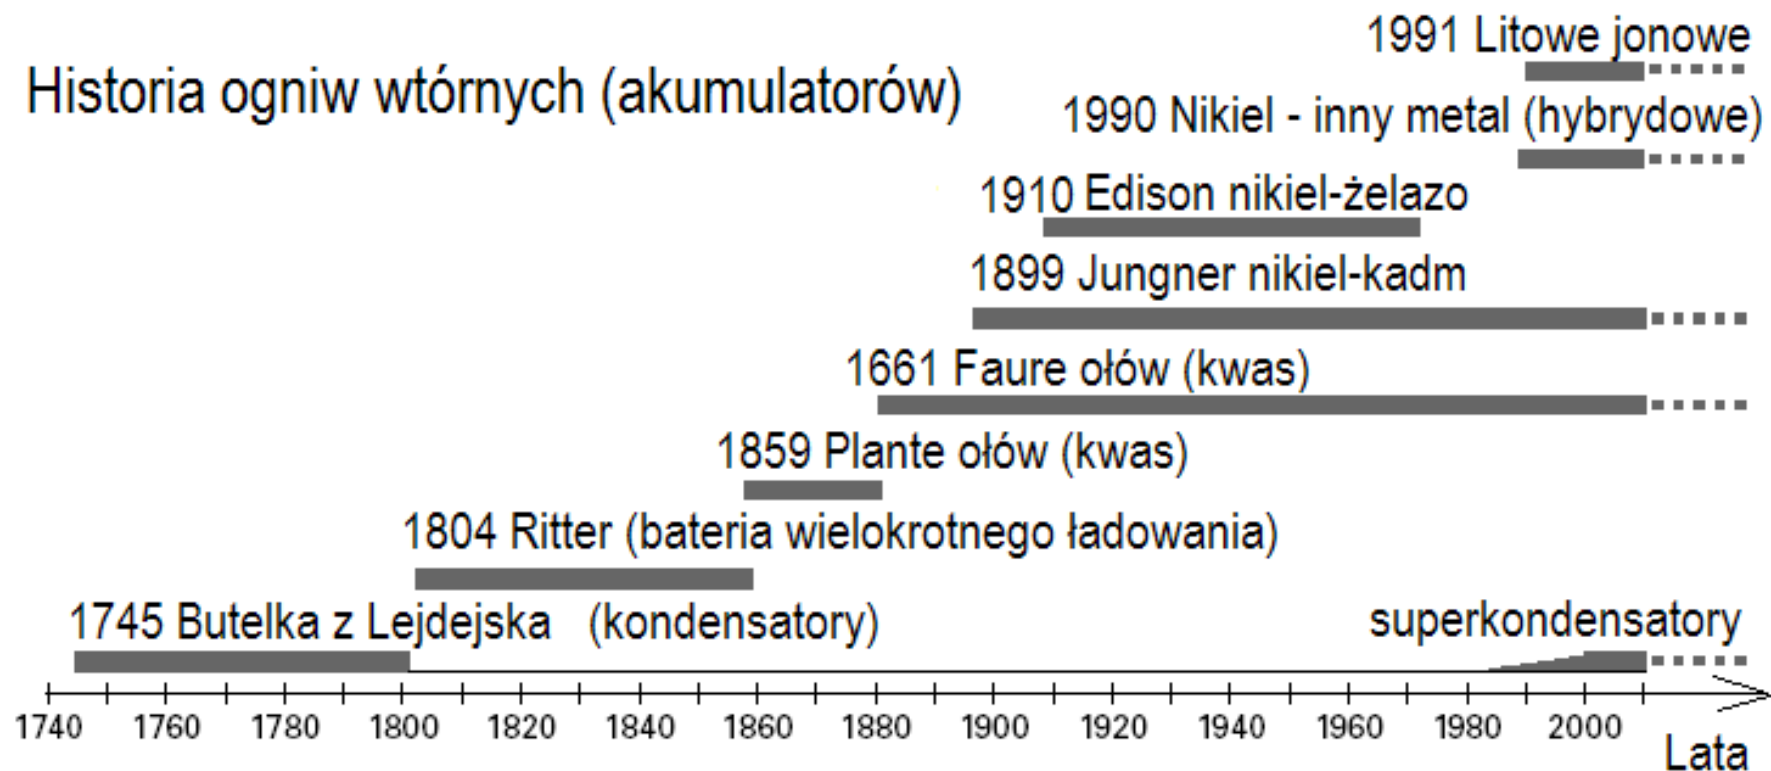 1991 Litowe jonowe
Historia ogniw wtórnych (akumulatorów)
1990 Nikiel - inny metal (hybrydowe)
1910 Edison nikiel-żelazo
1899 Jungner nikiel-kadm
1661 Faure ołów (kwas)
1859 Plante ołów (kwas)
1804 Ritter (bateria wielokrotnego ładowania)
1745 Butelka z Lejdejska (kondensatory)
superkondensatory
1740 1760 1780 1800 1820 1840 1860 1880 1900 1920 1940 1960 1980 2000
Lata